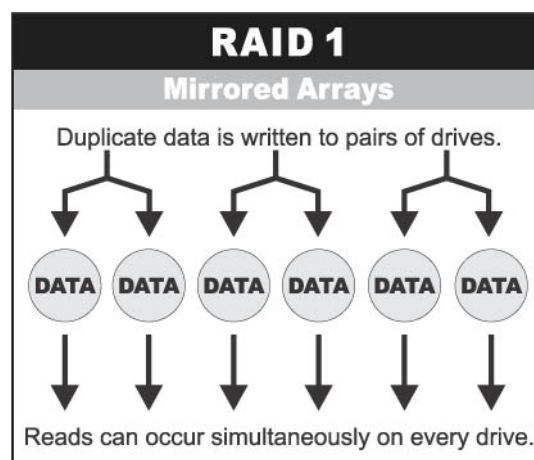 RAID 1
Mirrored Arrays
Duplicate data is written to pairs of drives.
DATA DATA DATA DATA DATA DATA
Reads can occur simultaneously on every drive.